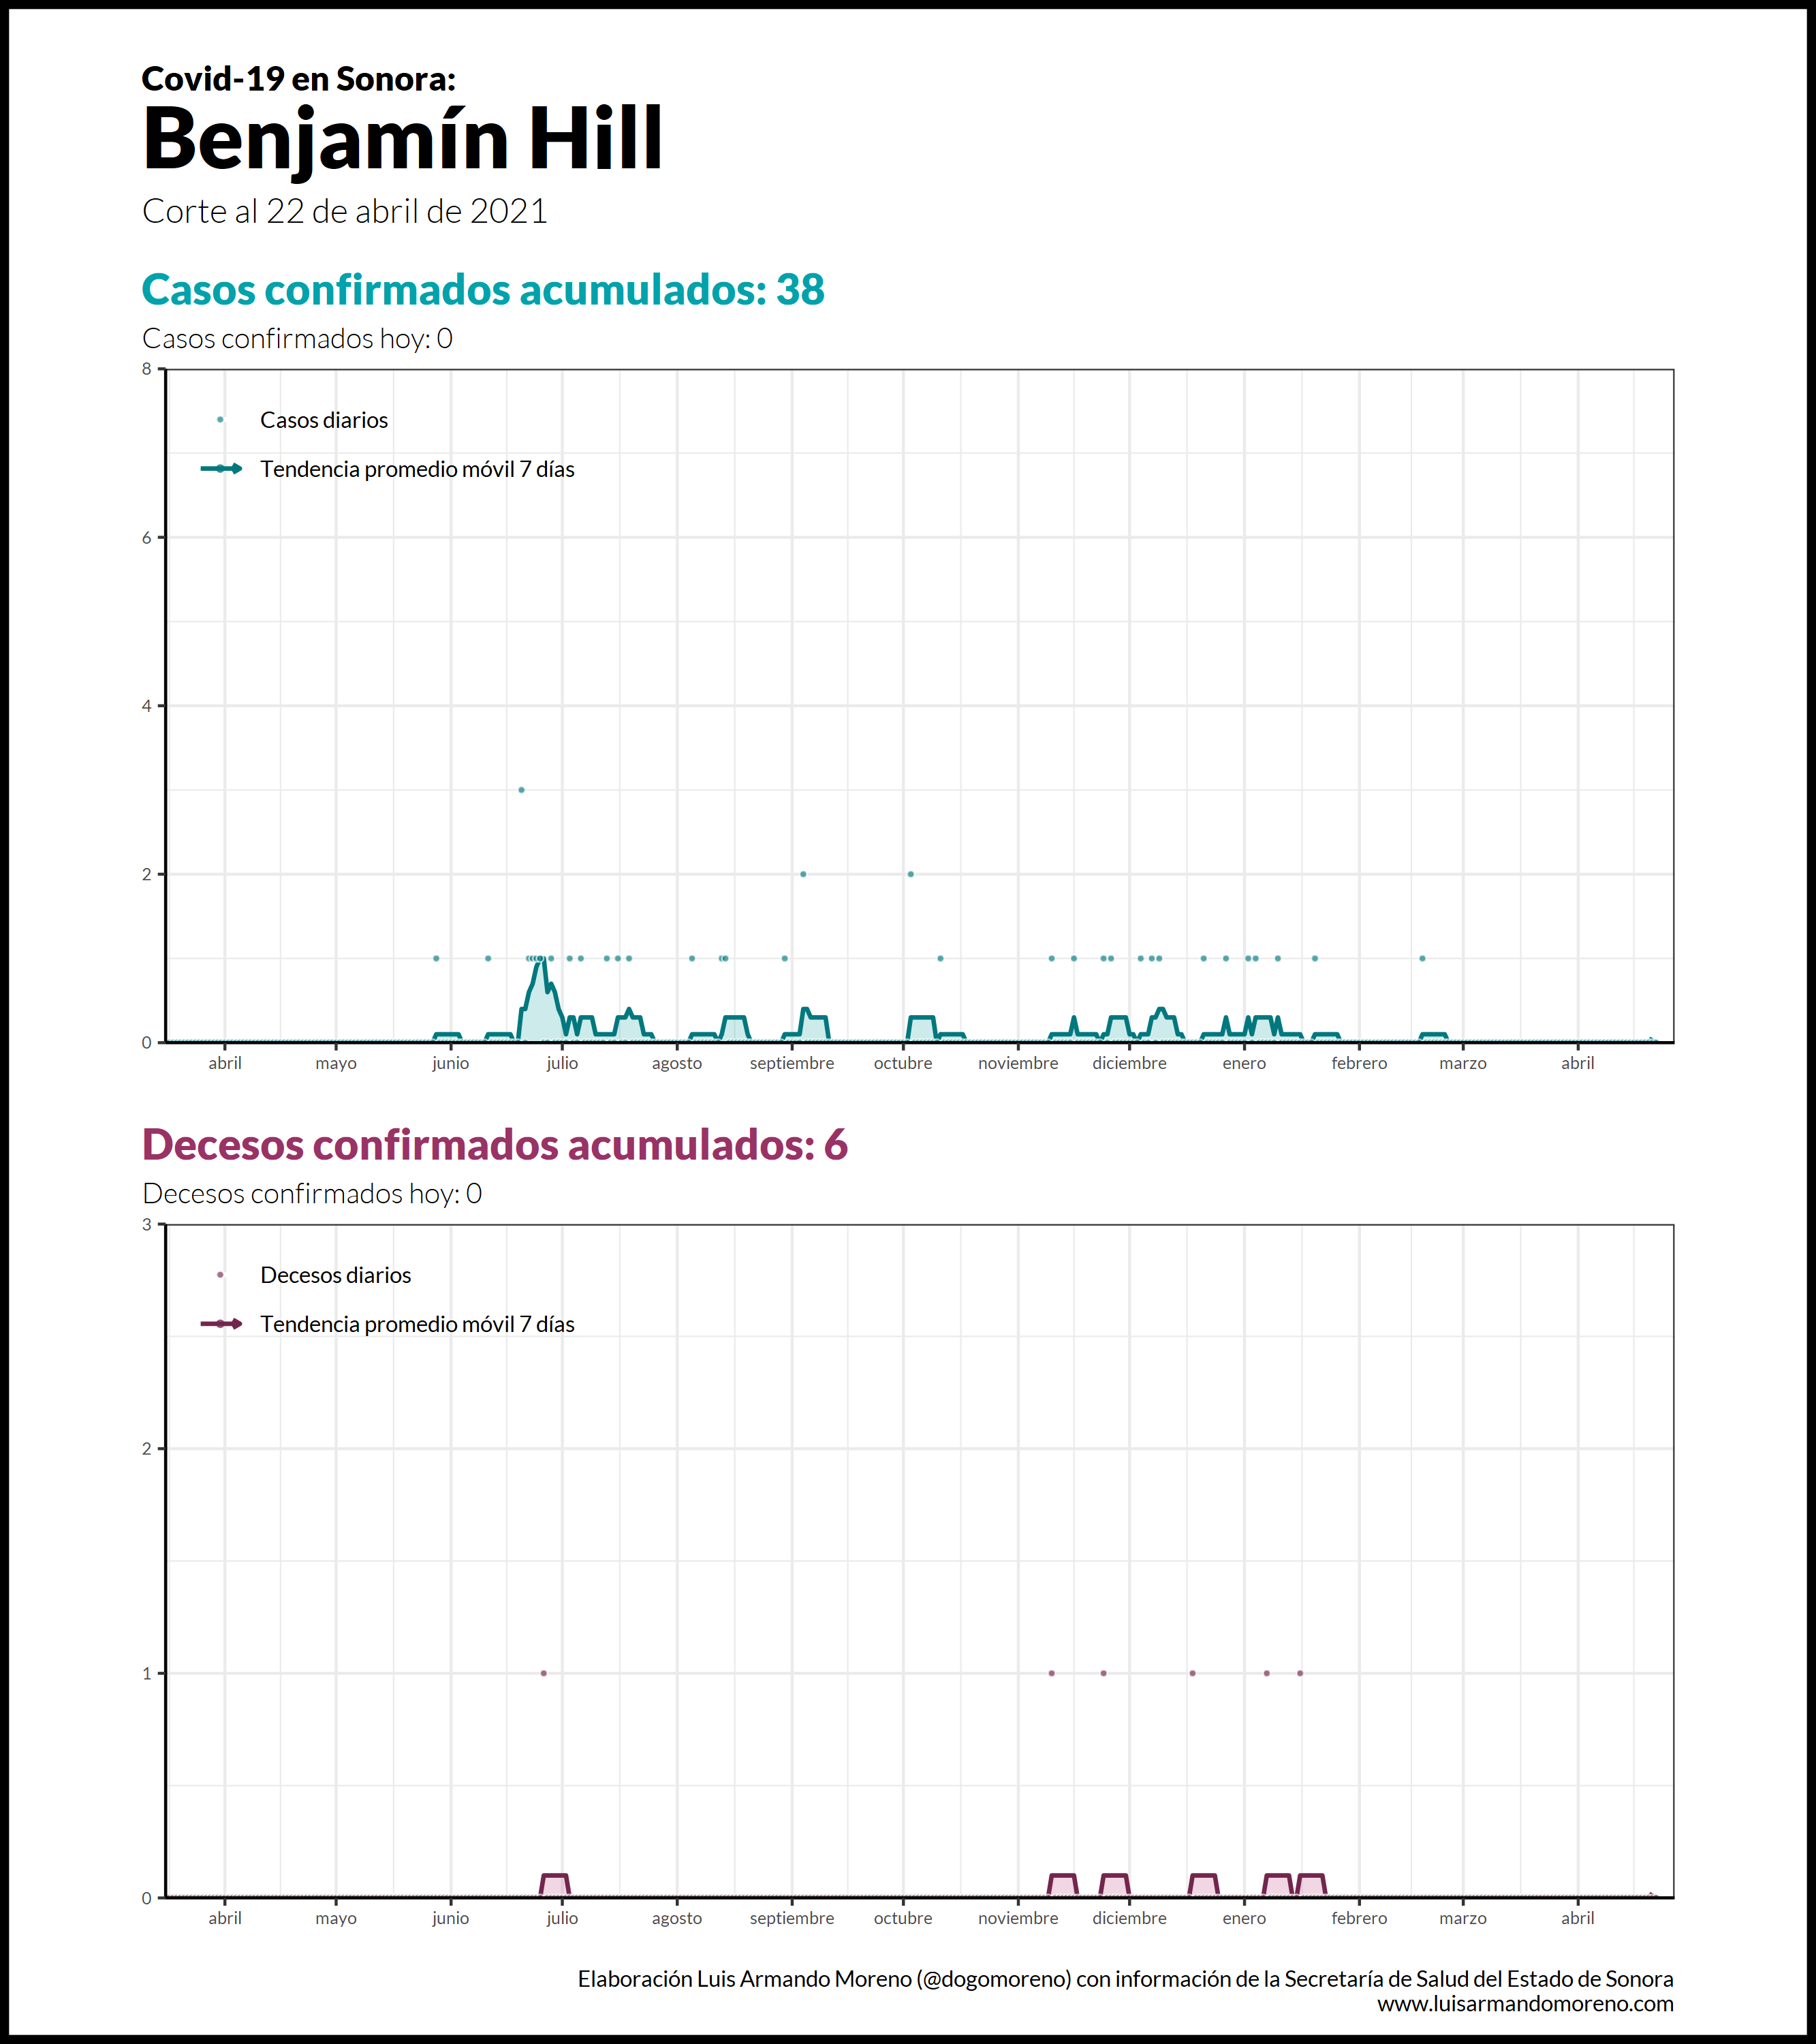 Covid-19 en Sonora:
Benjamín Hill
Corte al 22 de abril de 2021
Casos confirmados acumulados: 38
Casos confirmados hoy: 0
8
6
4
2
0
Casos diarios
Tendencia promedio móvil 7 días
abril mayo junio julio agosto septiembre octubre noviembre diciembre enero febrero marzo abril
Decesos confirmados acumulados: 6
Decesos confirmados hoy: 0
3
2
1
0
Decesos diarios
Tendencia promedio móvil 7 días
abril mayo junio julio agosto septiembre octubre noviembre diciembre enero febrero marzo abril
Elaboración Luis Armando Moreno (@dogomoreno) con información de la Secretaría de Salud del Estado de Sonora
www.luisarmandomoreno.com